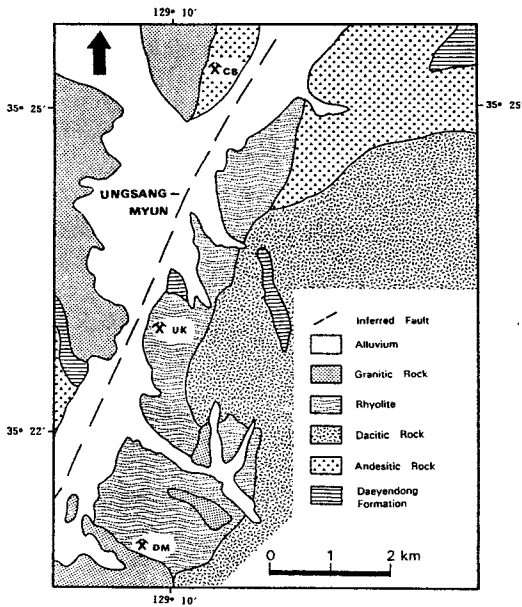 129° 10'
CB
35° 25'
35° 25'
UNGSANG—
MYUN
UK
Inferred Fault
Alluvium
Granitic Rock
Rhyolite
35° 22'
Dacitic Rock
Andesitic Rock
Daeyendong
Formation
DM
0 1 2 km
129° 10'